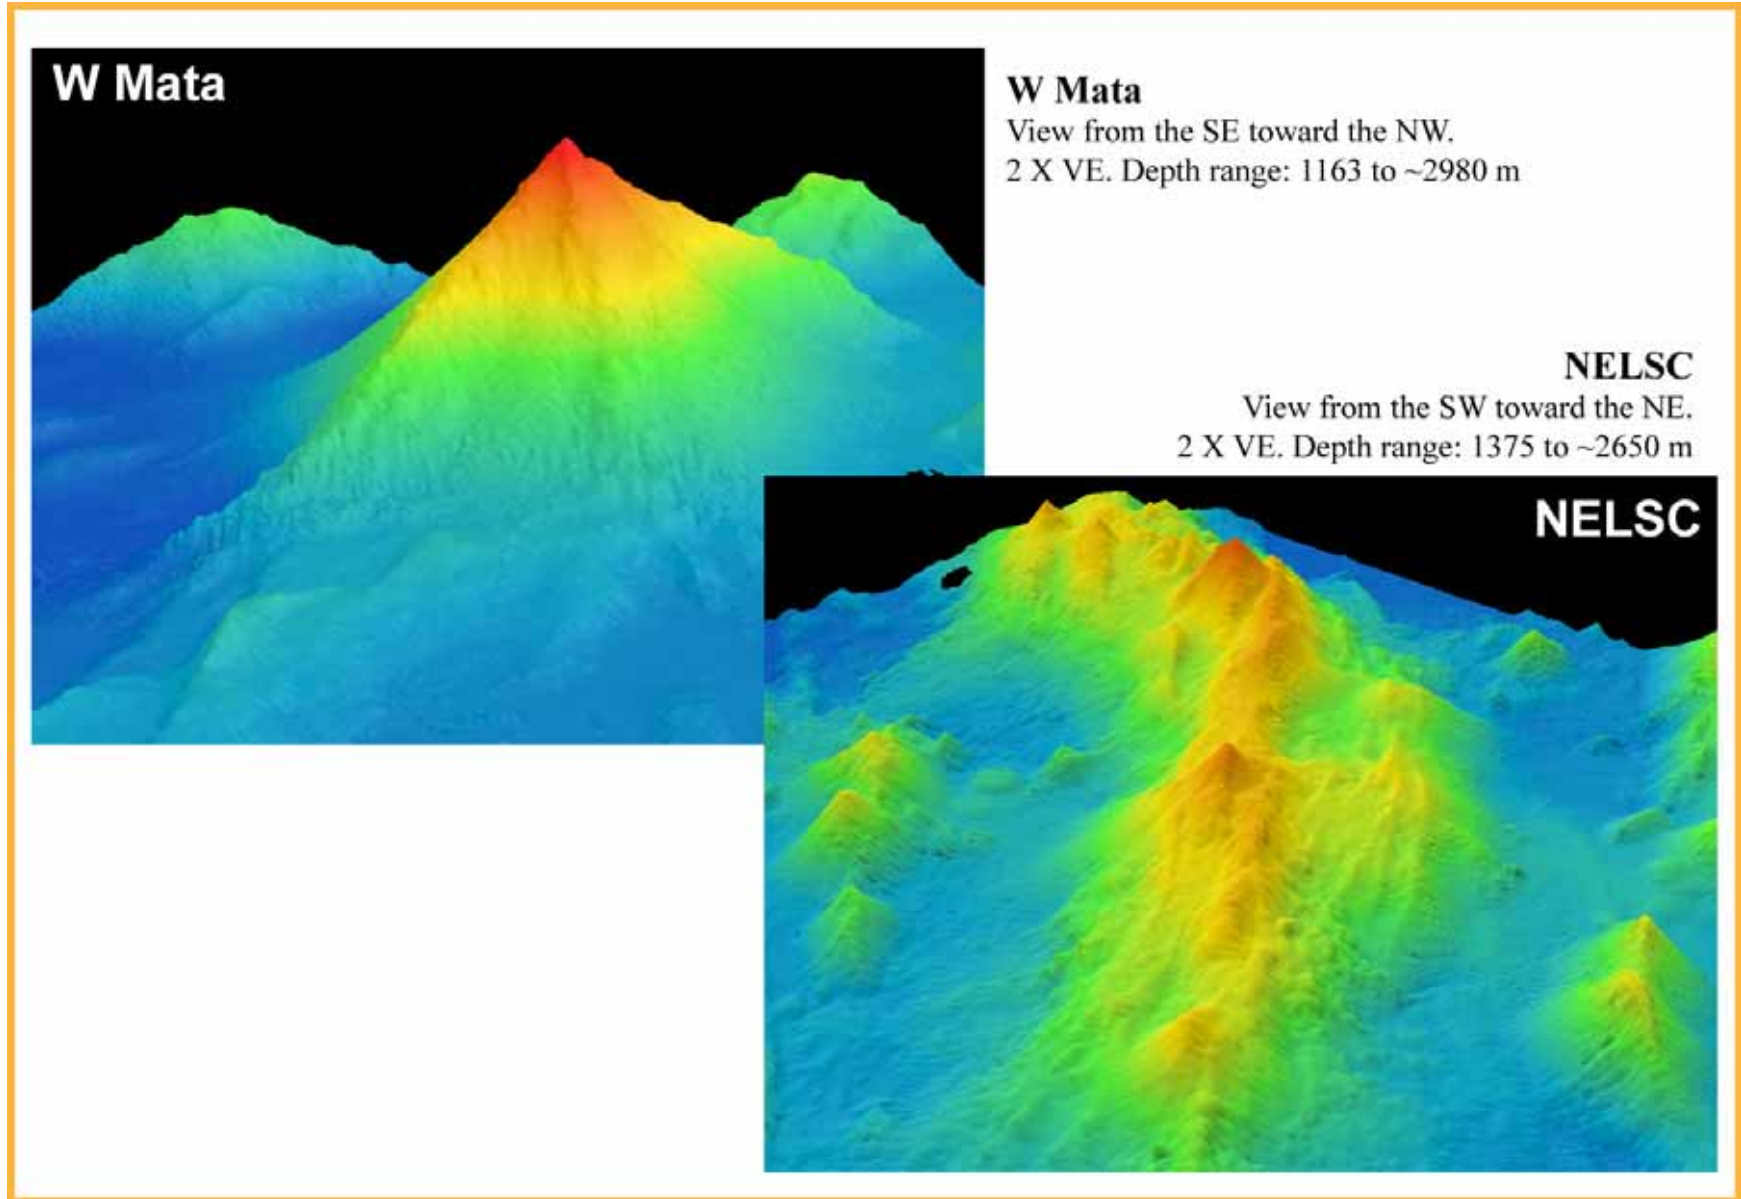 W Mata
W Mata
View from the SE toward the NW.
2 X VE. Depth range: 1163 to ~2980 m
NELSC
View from the SW toward the NE.
2 X VE. Depth range: 1375 to ~2650 m
NELSC